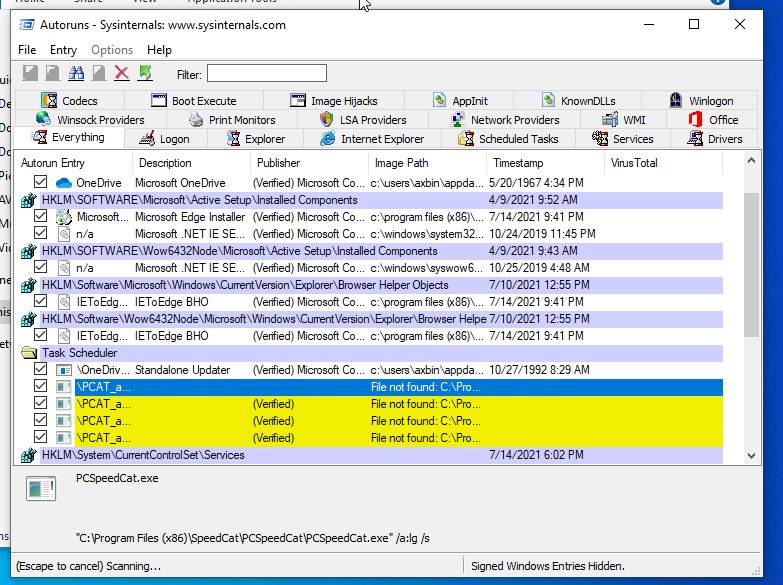 Home Share View Application Tools
Autoruns - Sysinternals: www.sysinternals.com
File Entry Options Help
Filter:
Codecs Boot Execute Image Hijacks AppInit KnownDLLs Winlogon
Winsock Providers Print Monitors LSA Providers Network Providers WMI Office
Everything Logon Explorer Internet Explorer Scheduled Tasks Services Drivers
Autorun Entry Description Publisher Image Path Timestamp VirusTotal
OneDrive Microsoft OneDrive (Verified) Microsoft Co... c:\users\axbin\appda... 5/20/1967 4:34 PM
HKLM\SOFTWARE\Microsoft\Active Setup\Installed Components 4/9/2021 9:52 AM
Microsoft... Microsoft Edge Installer (Verified) Microsoft Co... c:\program files (x86)\... 7/14/2021 9:41 PM
n/a Microsoft .NET IE SE... (Verified) Microsoft Co... c:\windows\system32... 10/24/2019 11:45 PM
HKLM\SOFTWARE\Wow6432Node\Microsoft\Active Setup\Installed Components 4/9/2021 9:43 AM
n/a Microsoft .NET IE SE... (Verified) Microsoft Co... c:\windows\syswow6... 10/25/2019 4:48 AM
HKLM\Software\Microsoft\Windows\CurrentVersion\Explorer\Browser Helper Objects 7/10/2021 12:55 PM
IEToEdge... IEToEdge BHO (Verified) Microsoft Co... c:\program files (x86)\... 7/14/2021 9:41 PM
HKLM\Software\Wow6432Node\Microsoft\Windows\CurrentVersion\Explorer\Browser Helpe 7/10/2021 12:55 PM
IEToEdge... IEToEdge BHO (Verified) Microsoft Co... c:\program files (x86)\... 7/14/2021 9:41 PM
Task Scheduler
\OneDriv... Standalone Updater (Verified) Microsoft Co... c:\users\axbin\appda... 10/27/1992 8:29 AM
\PCAT_a... File not found: C:\Pro...
\PCAT_a... (Verified) File not found: C:\Pro...
\PCAT_a... (Verified) File not found: C:\Pro...
\PCAT_a... (Verified) File not found: C:\Pro...
HKLM\System\CurrentControlSet\Services 7/14/2021 6:02 PM
PCSpeedCat.exe
"C:\Program Files (x86)\SpeedCat\PCSpeedCat\PCSpeedCat.exe" /a:lg /s
(Escape to cancel) Scanning... Signed Windows Entries Hidden.